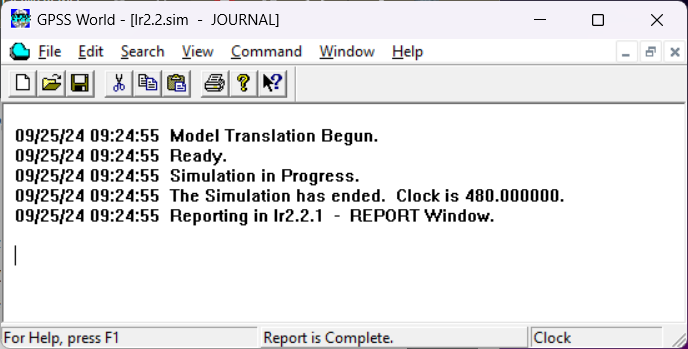 GPSS World - [lr2.2.sim - JOURNAL]
File Edit Search View Command Window Help
09/25/24 09:24:55 Model Translation Begun.
09/25/24 09:24:55 Ready.
09/25/24 09:24:55 Simulation in Progress.
09/25/24 09:24:55 The Simulation has ended. Clock is 480.000000.
09/25/24 09:24:55 Reporting in lr2.2.1 - REPORT Window.
For Help, press F1 Report is Complete. Clock